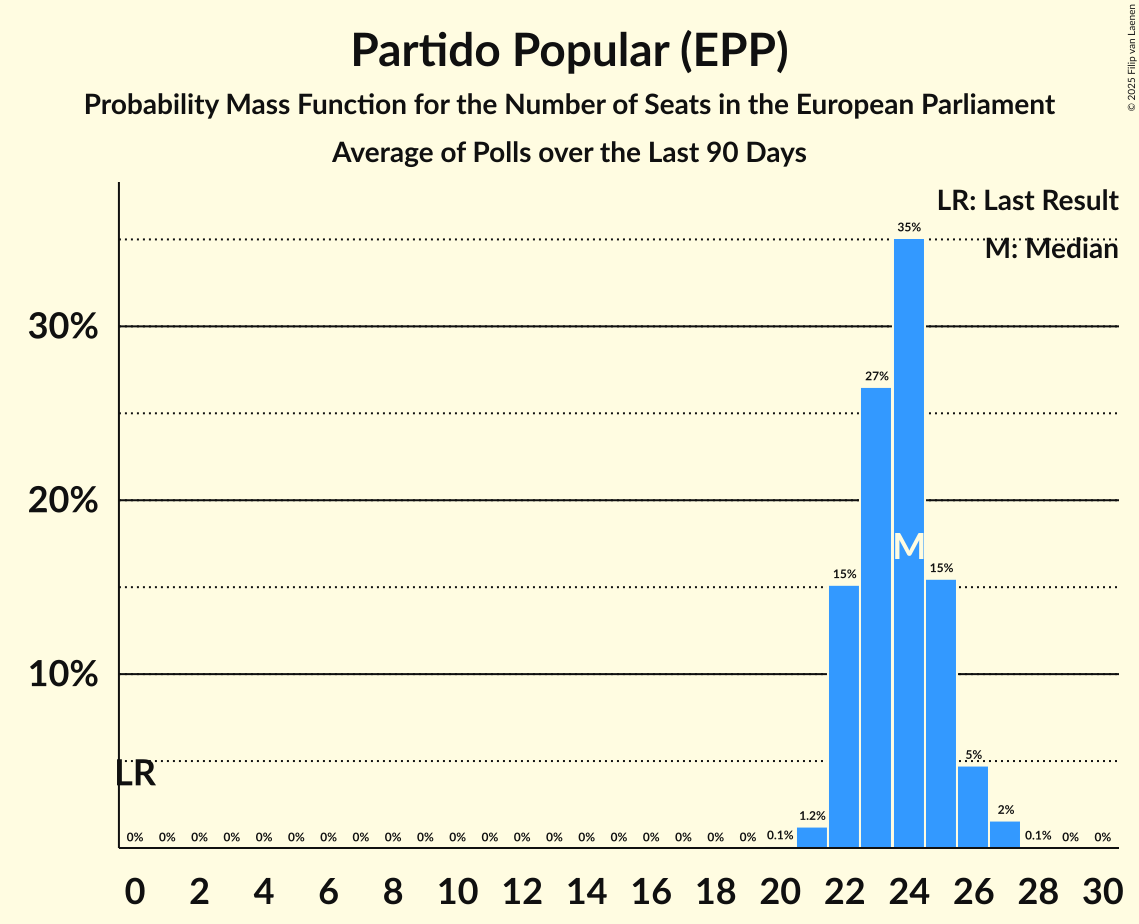 Partido Popular (EPP)
Probability Mass Function for the Number of Seats in the European Parliament
Average of Polls over the Last 90 Days
© 2025 Filip van Laenen
LR: Last Result
M: Median
35%
30%
27%
20%
M
15%
15%
10%
LR
5%
2%
1.2%
0% 0% 0% 0% 0% 0% 0% 0% 0% 0% 0% 0% 0% 0% 0% 0% 0% 0% 0% 0% 0.1% 0.1% 0% 0%
0 2 4 6 8 10 12 14 16 18 20 22 24 26 28 30